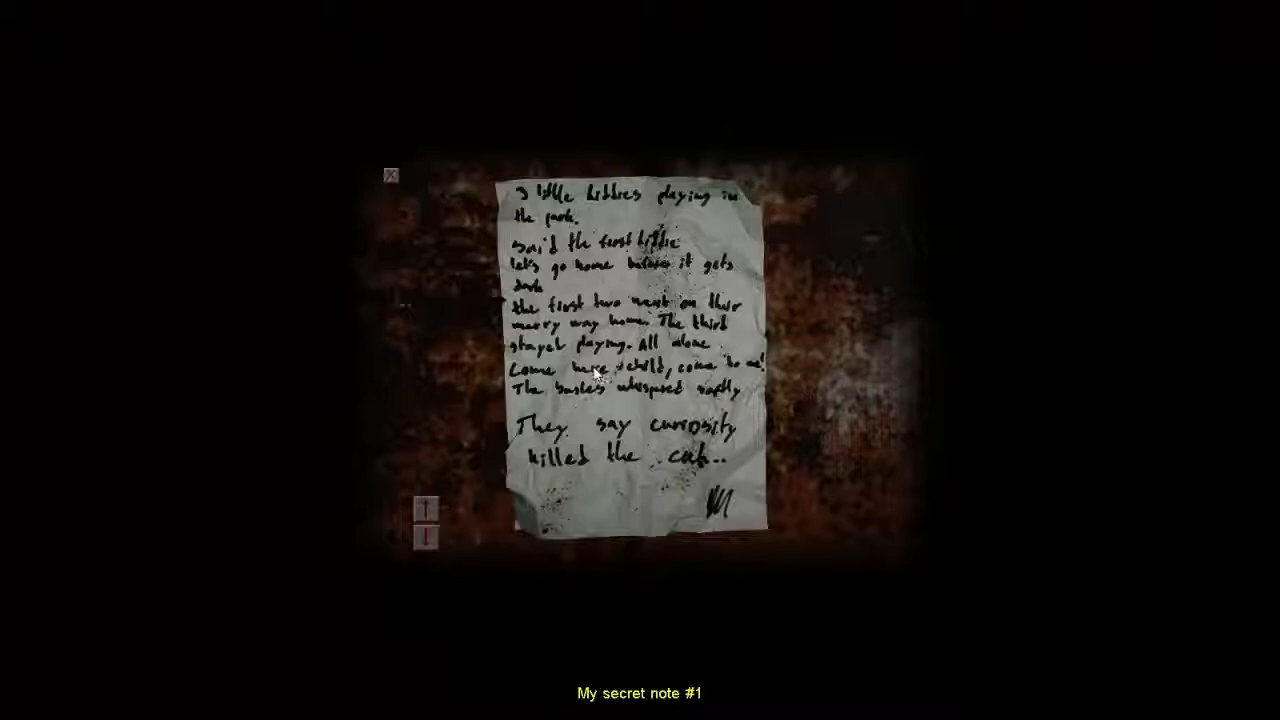 3 little kiddies playing in
the park.
said the first kiddie
let's go home before it gets
dark
the first two went on their
merry way home. The third
stayed playing. All alone
Come here child, come to me!
The bushes whispered softly
They say curiosity
killed the cat..
My secret note #1